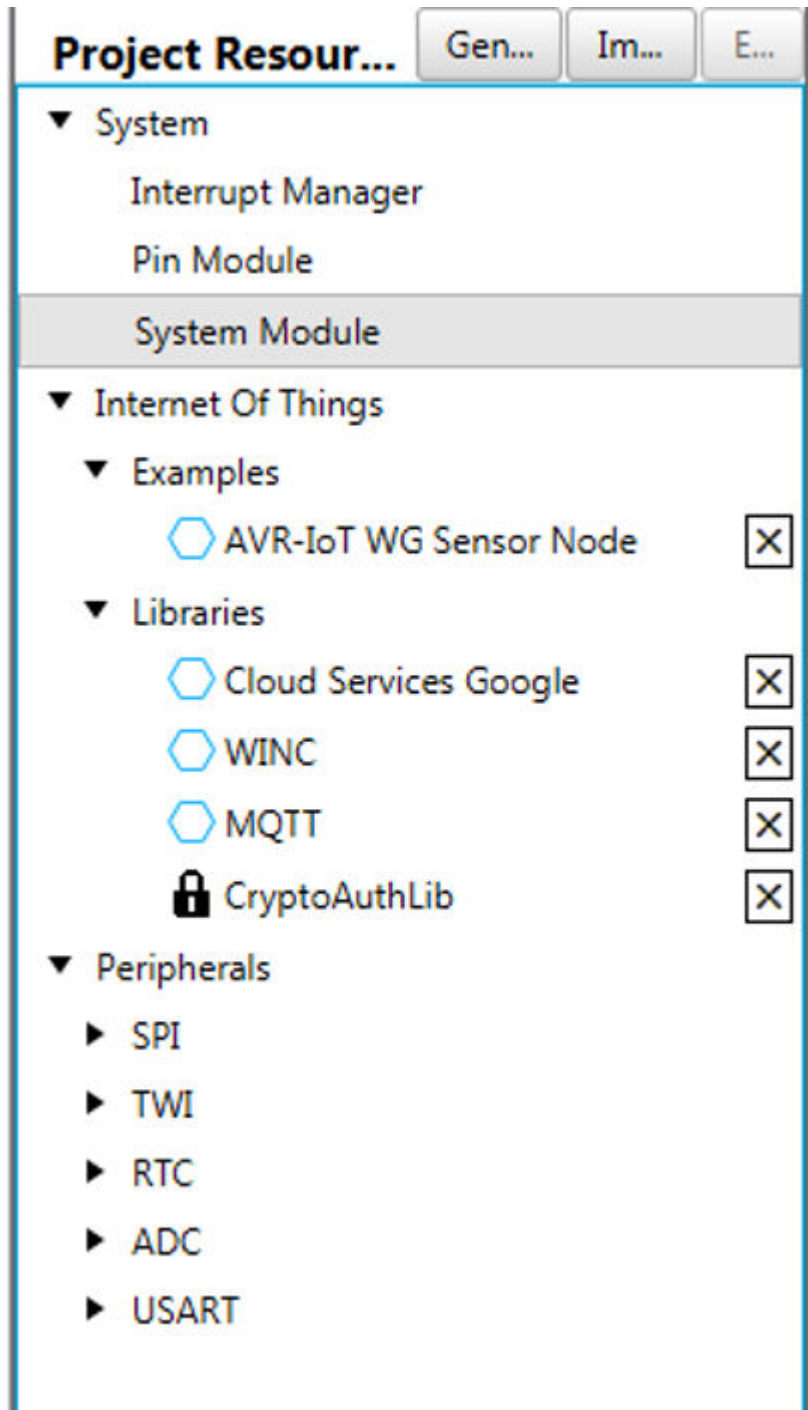 Project Resour... Gen... Im... E...
System
Interrupt Manager
Pin Module
System Module
Internet Of Things
Examples
AVR-IoT WG Sensor Node
Libraries
Cloud Services Google
WINC
MQTT
CryptoAuthLib
Peripherals
SPI
TWI
RTC
ADC
USART